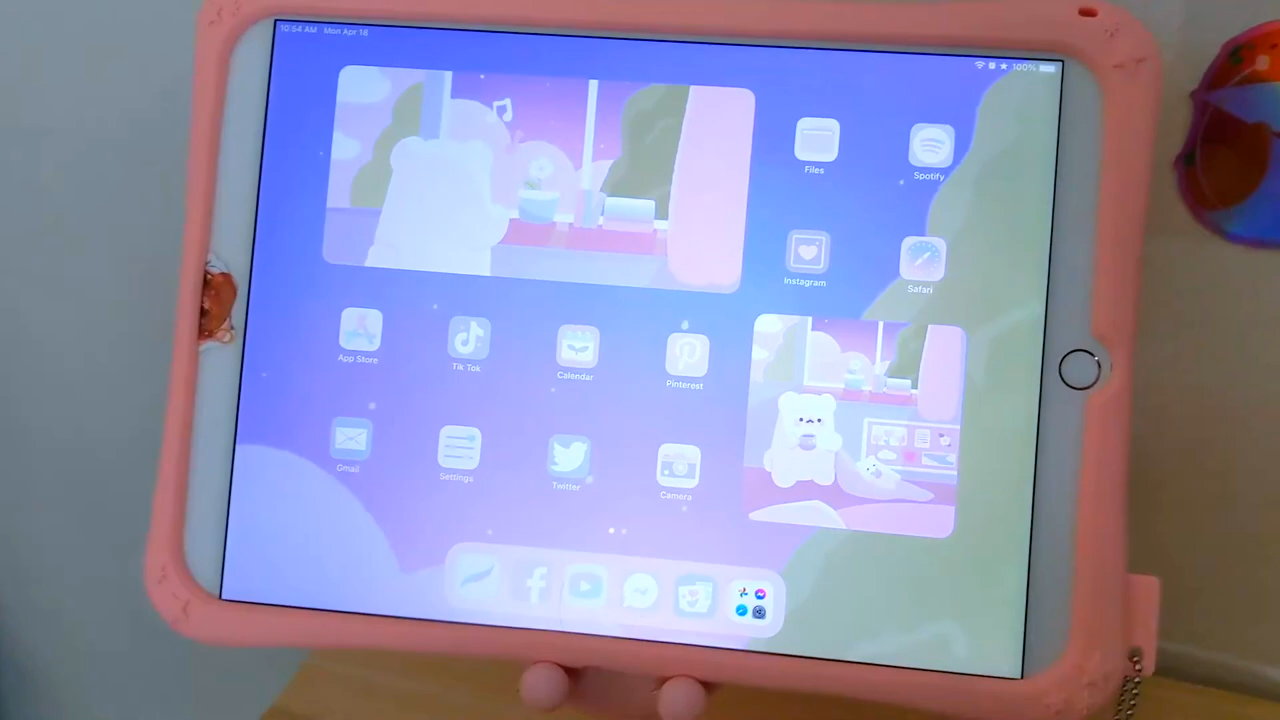 10:54 AM Mon Apr 18
100%
Files
Spotify
Instagram
Safari
App Store
Tik Tok
Calendar
Pinterest
Gmail
Settings
Twitter
Camera